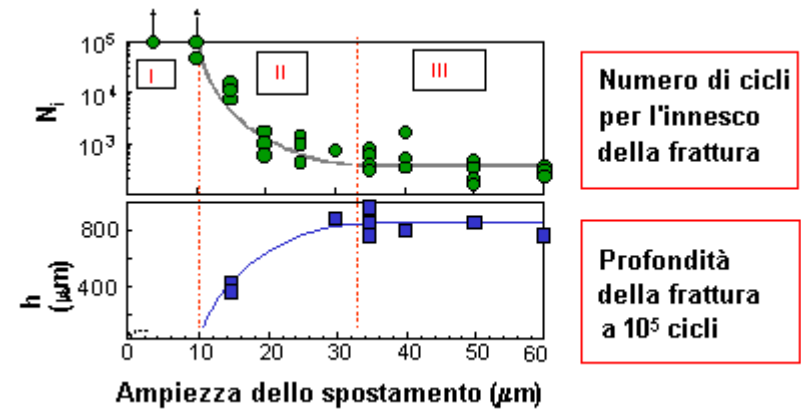 10⁵
10⁴
10³
Nᵢ
I
II
III
Numero di cicli
per l'innesco
della frattura
800
400
0
h
(μm)
0 10 20 30 40 50 60
Ampiezza dello spostamento (μm)
Profondità
della frattura
a 10⁵ cicli